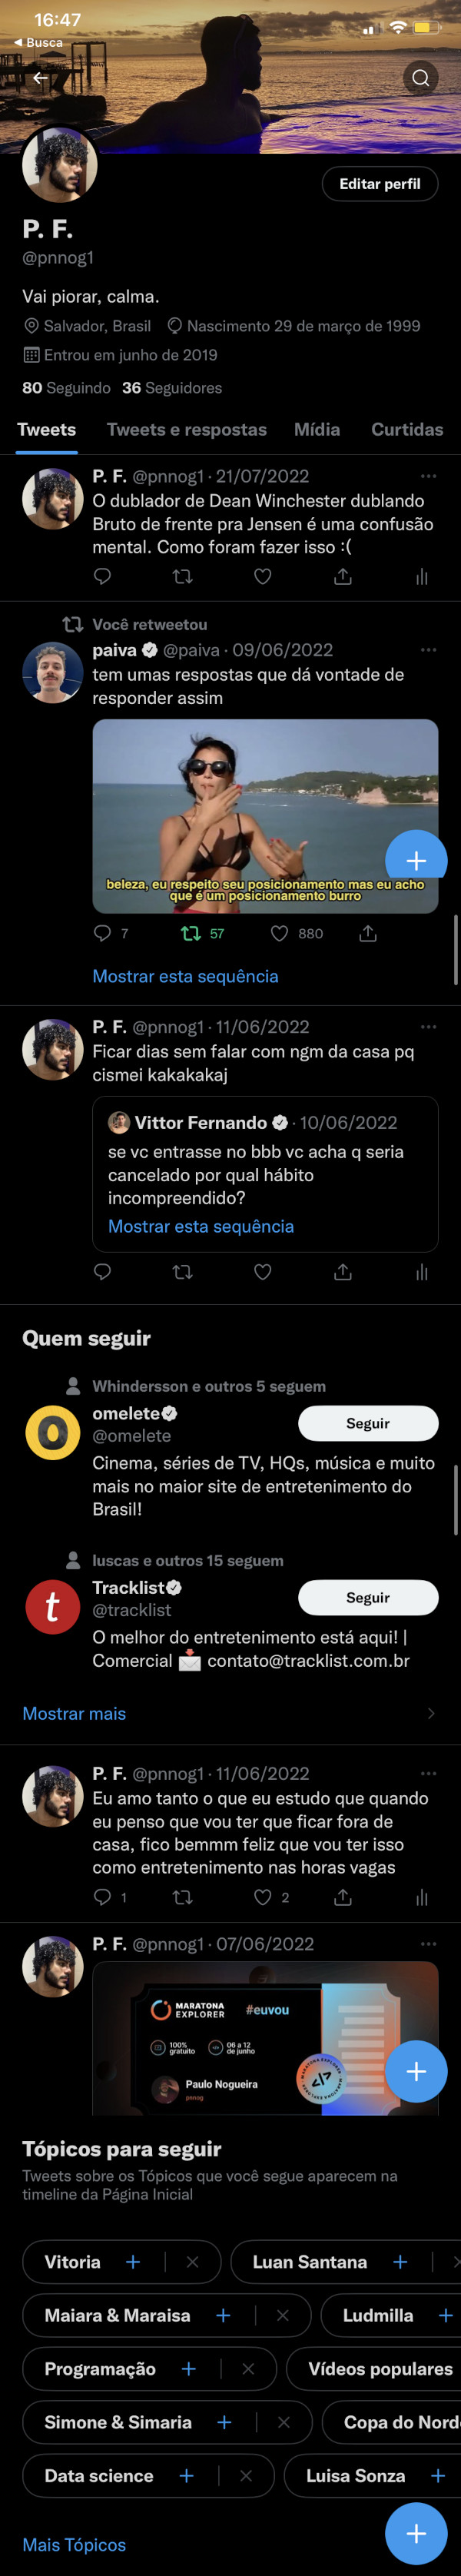 16:47
◀ Busca
Editar perfil
P. F.
@pnnog1
Vai piorar, calma.
Salvador, Brasil Nascimento 29 de março de 1999
Entrou em junho de 2019
80 Seguindo 36 Seguidores
Tweets Tweets e respostas Mídia Curtidas
P. F. @pnnog1 · 21/07/2022
O dublador de Dean Winchester dublando
Bruto de frente pra Jensen é uma confusão
mental. Como foram fazer isso :(
Você retweetou
paiva @paiva · 09/06/2022
tem umas respostas que dá vontade de
responder assim
beleza, eu respeito seu posicionamento mas eu acho
que é um posicionamento burro
7 57 880
Mostrar esta sequência
P. F. @pnnog1 · 11/06/2022
Ficar dias sem falar com ngm da casa pq
cismei kakakakaj
Vittor Fernando · 10/06/2022
se vc entrasse no bbb vc acha q seria
cancelado por qual hábito
incompreendido?
Mostrar esta sequência
Quem seguir
Whindersson e outros 5 seguem
omelete
@omelete
Seguir
Cinema, séries de TV, HQs, música e muito
mais no maior site de entretenimento do
Brasil!
luscas e outros 15 seguem
Tracklist
@tracklist
Seguir
O melhor do entretenimento está aqui! |
Comercial 📩 contato@tracklist.com.br
Mostrar mais
P. F. @pnnog1 · 11/06/2022
Eu amo tanto o que eu estudo que quando
eu penso que vou ter que ficar fora de
casa, fico bemmm feliz que vou ter isso
como entretenimento nas horas vagas
1 2
P. F. @pnnog1 · 07/06/2022
MARATONA
EXPLORER
#euvou
100%
gratuito
06 a 12
de junho
Paulo Nogueira
pnnog
MARATONA EXPLORER
Tópicos para seguir
Tweets sobre os Tópicos que você segue aparecem na
timeline da Página Inicial
Vitoria Luan Santana
Maiara & Maraisa Ludmilla
Programação Vídeos populares
Simone & Simaria Copa do Nord
Data science Luisa Sonza
Mais Tópicos